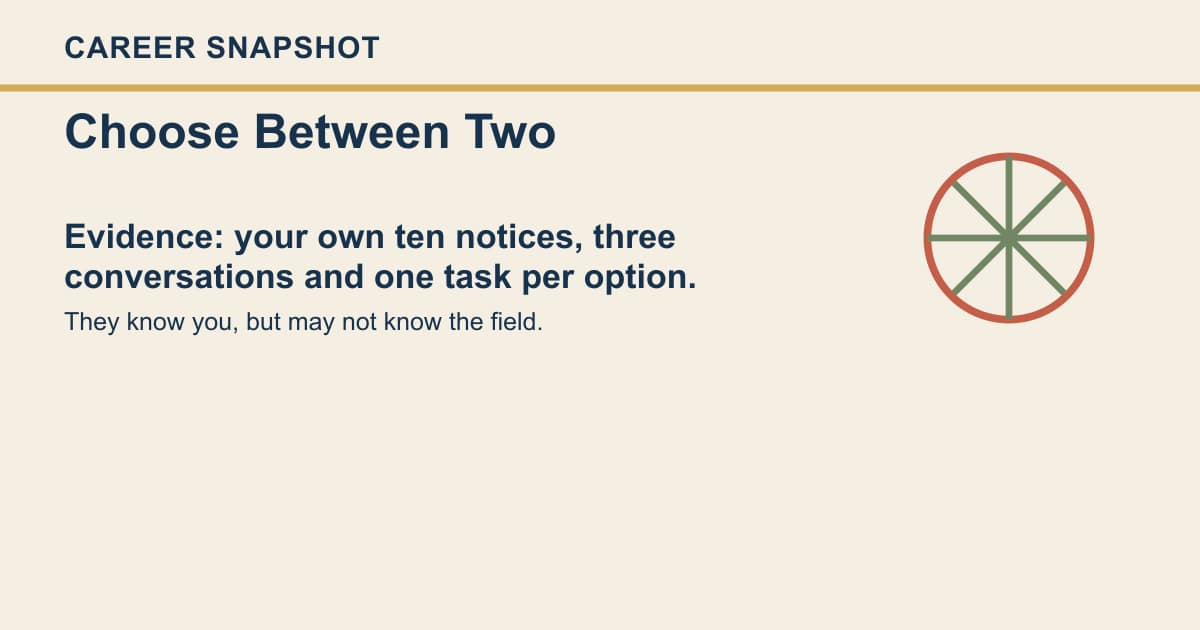 CAREER SNAPSHOT
Choose Between Two
Evidence: your own ten notices, three
conversations and one task per option.
They know you, but may not know the field.